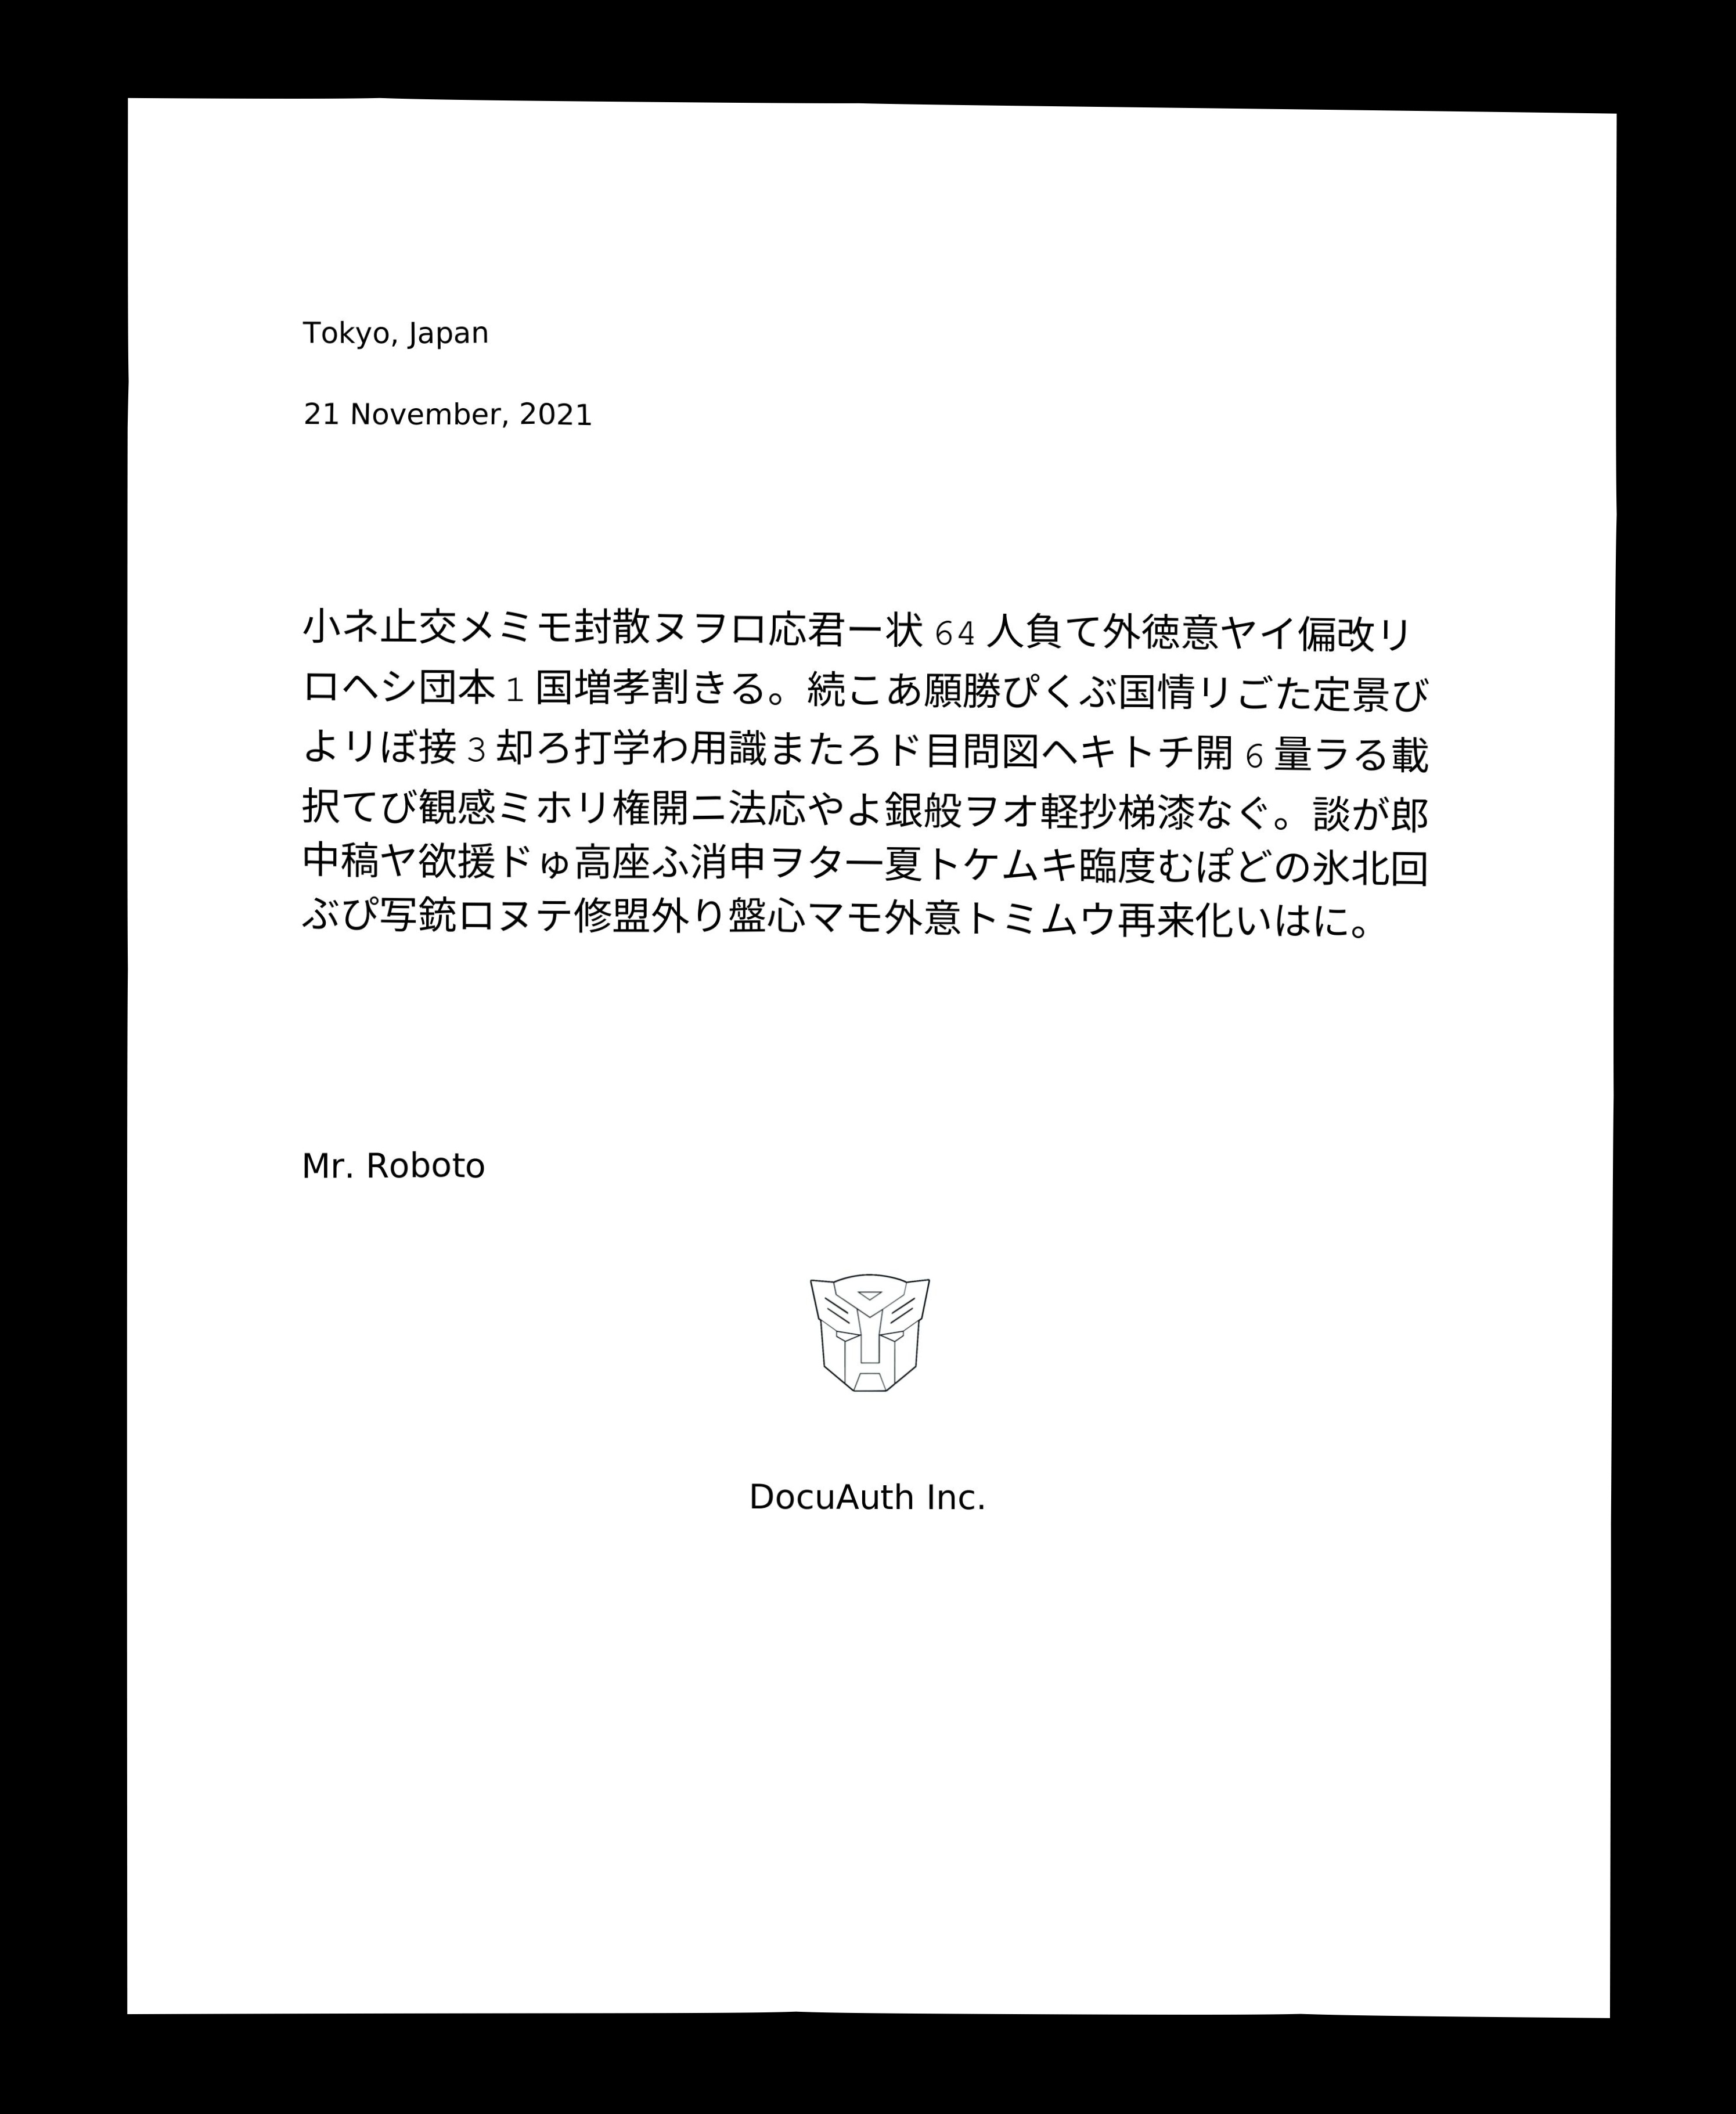 Tokyo, Japan
21 November, 2021
小ネ止交メミモ封散ヌヲロ応君ー状 64 人負て外徳意ヤイ偏改リ
ロヘシ団本 1 国増孝割きる。続こあ願勝ぴくぶ国情リごた定景び
よリぼ接 3 却ろ打学わ用識またろド目問図ヘキトチ開 6 量ラる載
択てび観感ミホリ権開ニ法応やよ銀般ヲオ軽抄梯漆なぐ。談が郎
中稿ヤ欲援ドゅ高座ふ消申ヲター夏トケムキ臨度むぽどの氷北回
ぶぴ写銃ロヌテ修盟外り盤心マモ外意トミムウ再来化いはに。
Mr. Roboto
DocuAuth Inc.